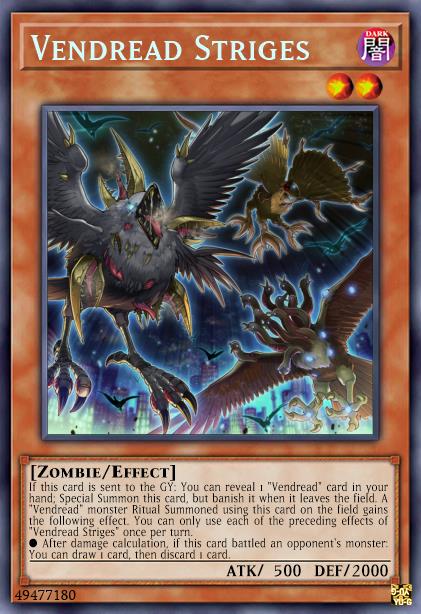 VENDREAD STRIGES
DARK
闇
[ZOMBIE/EFFECT]
If this card is sent to the GY: You can reveal 1 "Vendread" card in your
hand; Special Summon this card, but banish it when it leaves the field. A
"Vendread" monster Ritual Summoned using this card on the field gains
the following effect. You can only use each of the preceding effects of
"Vendread Striges" once per turn.
● After damage calculation, if this card battled an opponent's monster:
You can draw 1 card, then discard 1 card.
ATK/ 500 DEF/2000
49477180